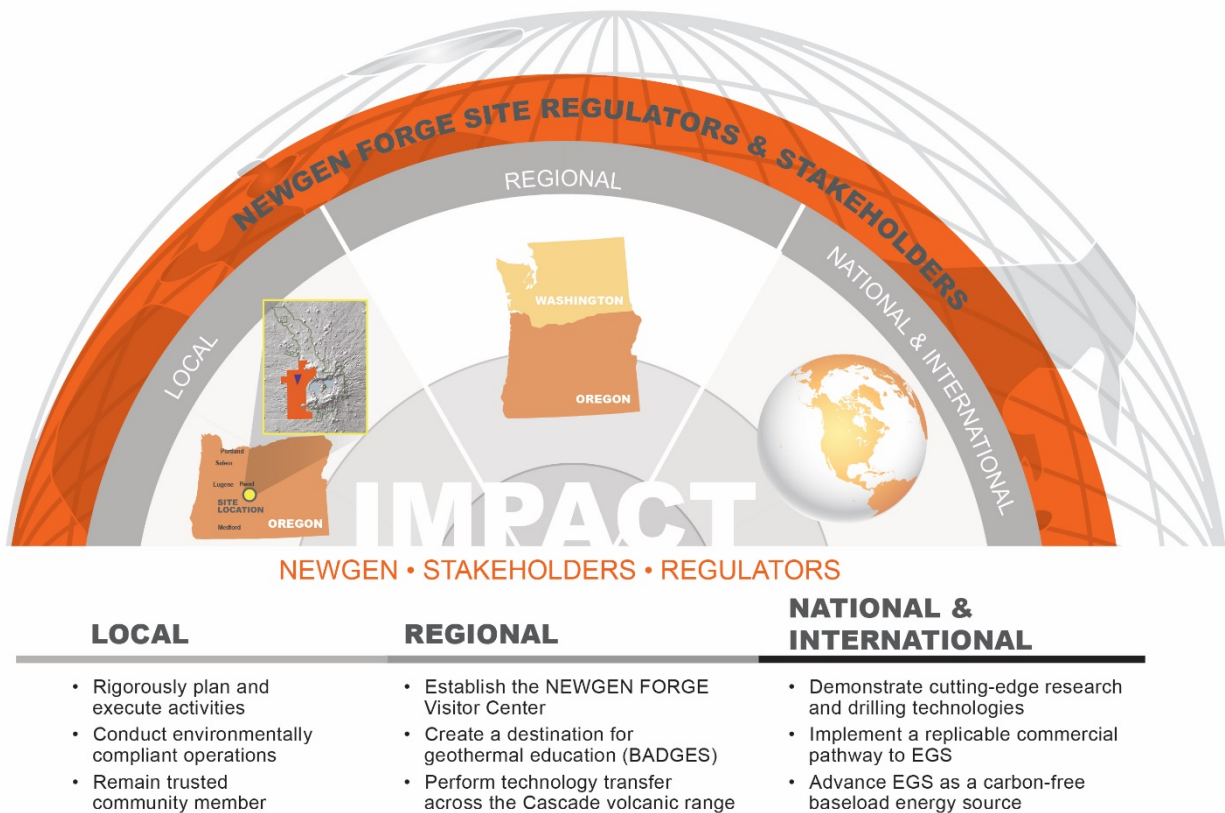 NEWGEN FORGE SITE REGULATORS & STAKEHOLDERS
LOCAL
REGIONAL
NATIONAL & INTERNATIONAL
WASHINGTON
OREGON
Portland
Salem
Lugene Bend
SITE
LOCATION
OREGON
Medford
IMPACT
NEWGEN • STAKEHOLDERS • REGULATORS
LOCAL
• Rigorously plan and
execute activities
• Conduct environmentally
compliant operations
• Remain trusted
community member
REGIONAL
• Establish the NEWGEN FORGE
Visitor Center
• Create a destination for
geothermal education (BADGES)
• Perform technology transfer
across the Cascade volcanic range
NATIONAL &
INTERNATIONAL
• Demonstrate cutting-edge research
and drilling technologies
• Implement a replicable commercial
pathway to EGS
• Advance EGS as a carbon-free
baseload energy source